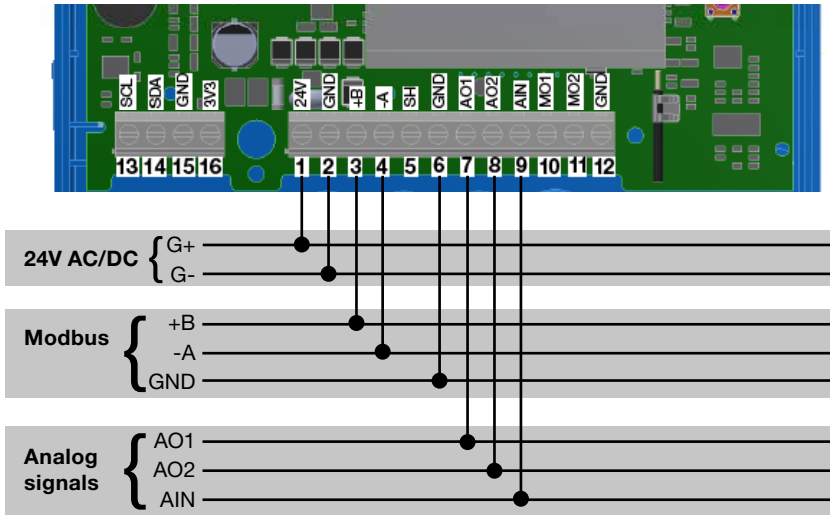 SCL SDA GND 3V3 24V GND +B -A SH GND AO1 AO2 AIN MO1 MO2 GND
13 14 15 16 1 2 3 4 5 6 7 8 9 10 11 12
24V AC/DC { G+
G-
Modbus { +B
-A
GND
Analog signals { AO1
AO2
AIN